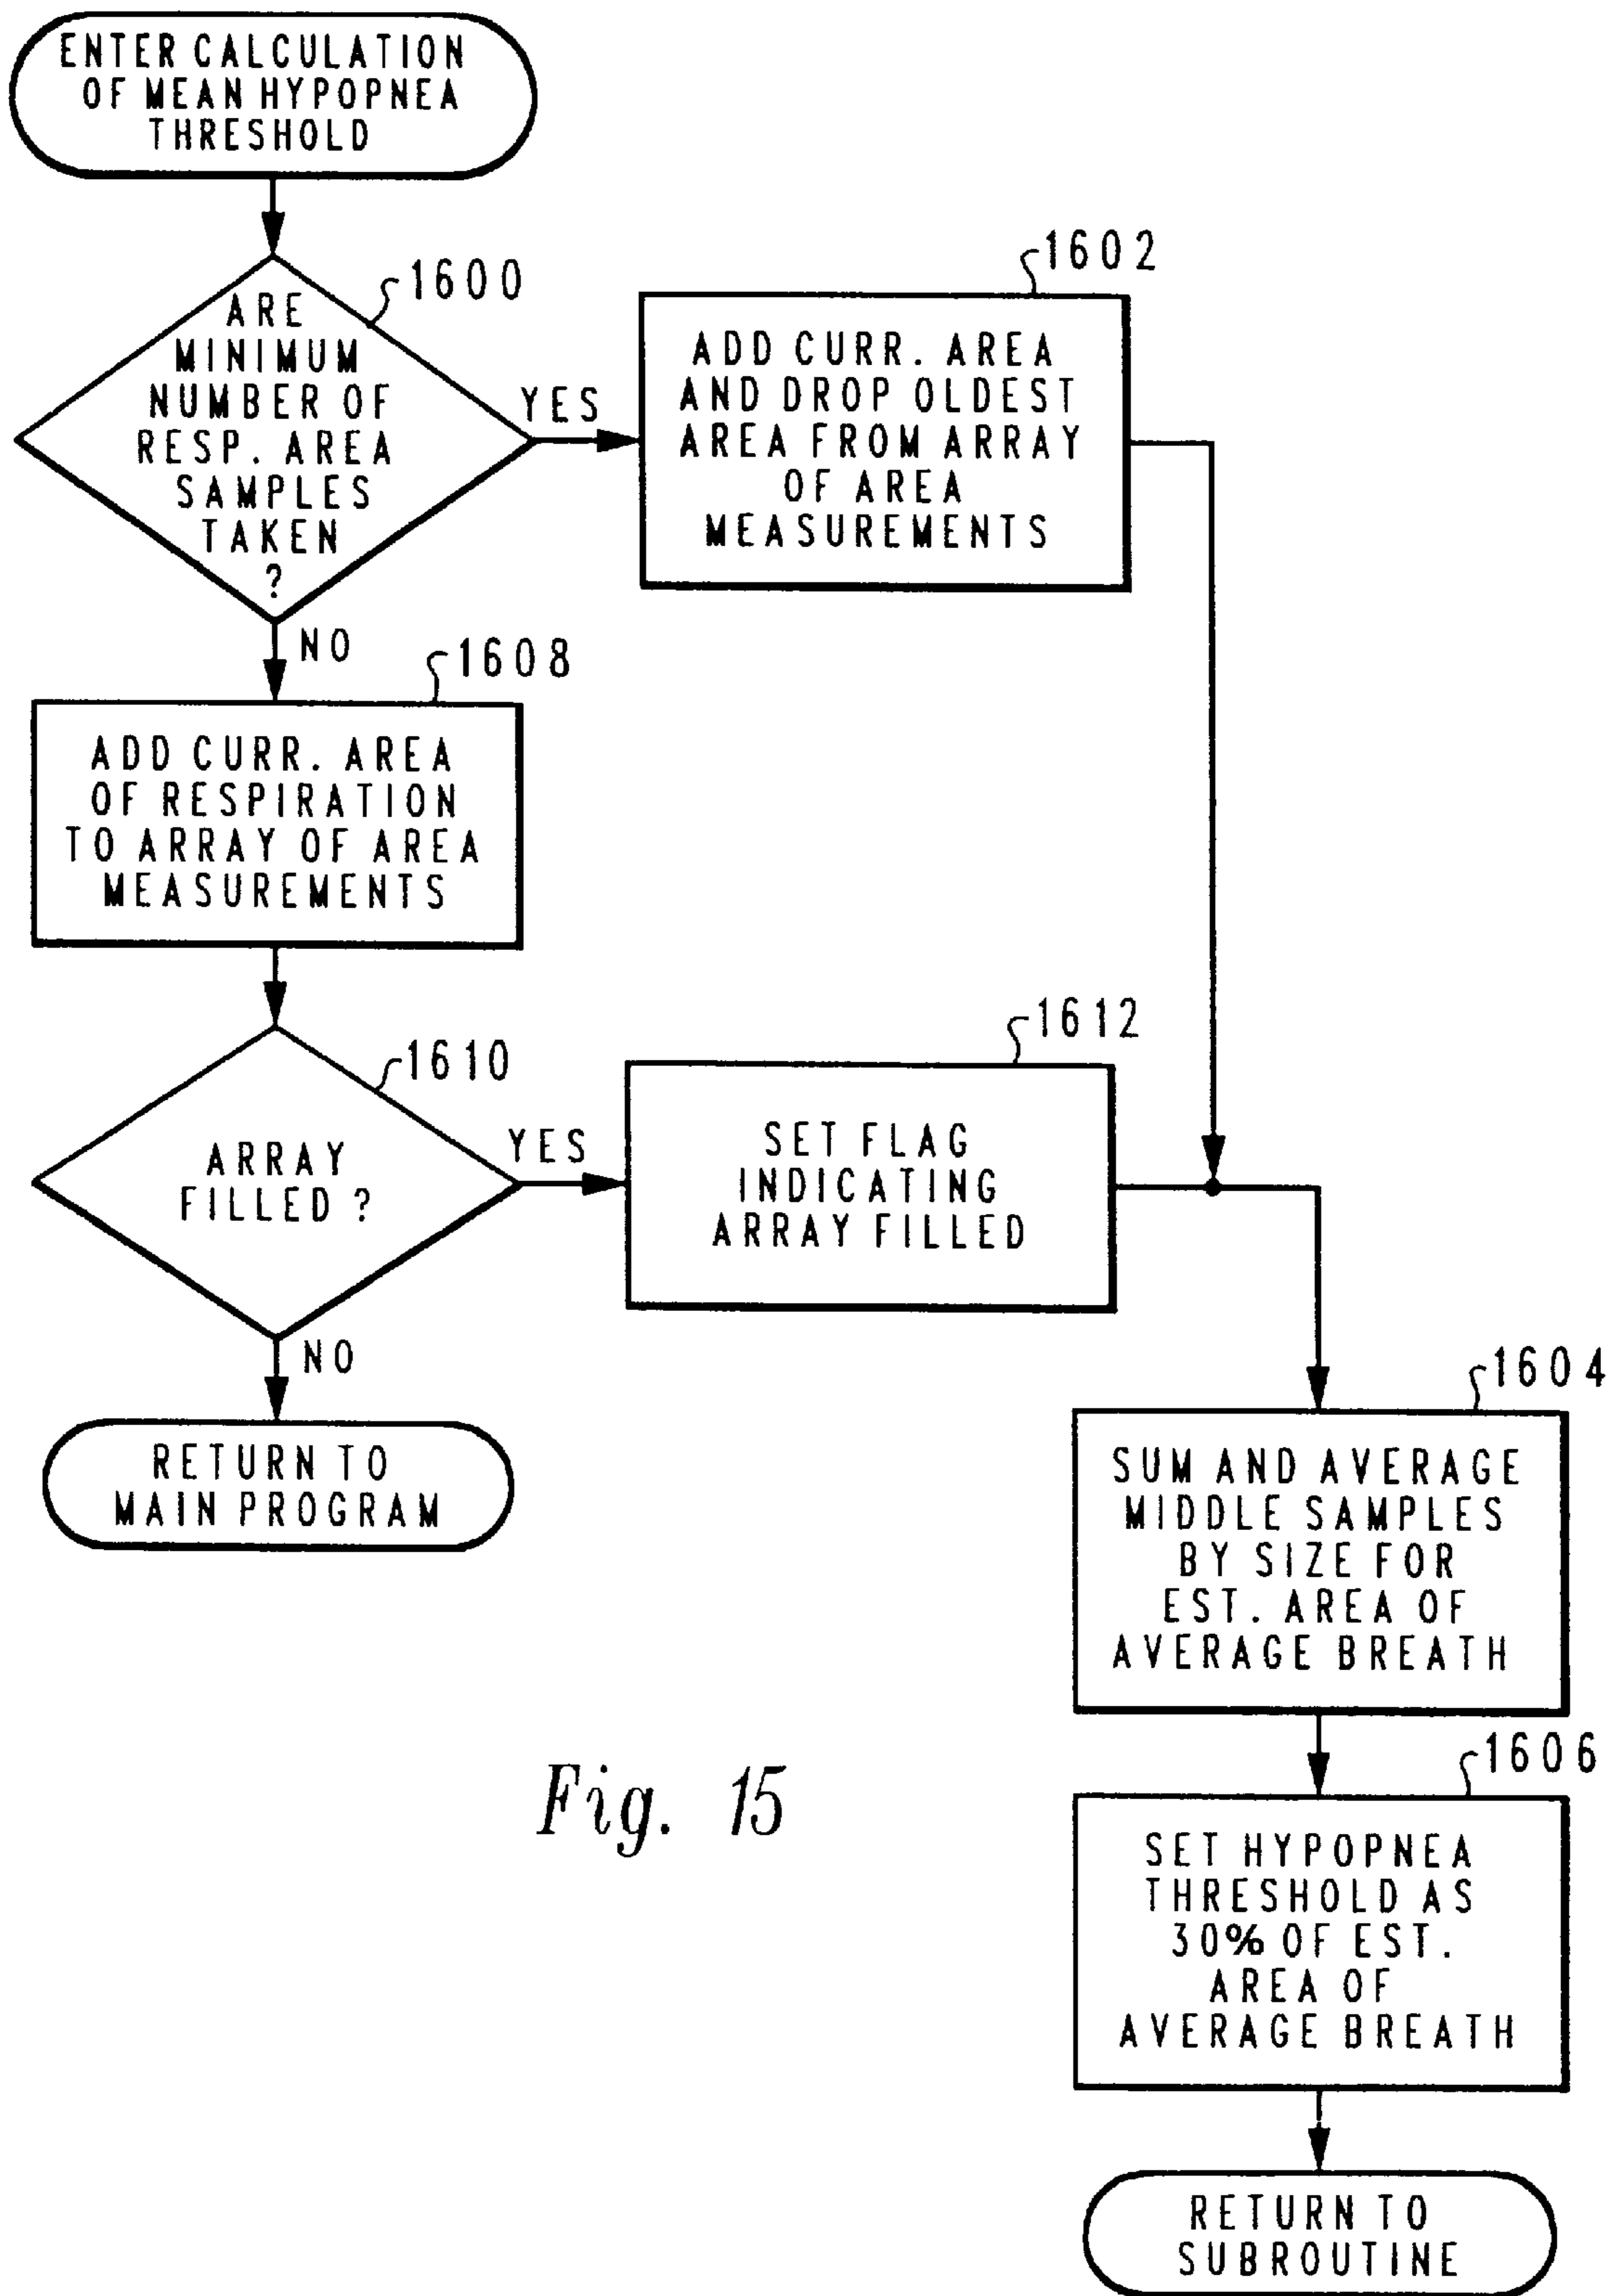 ENTER CALCULATION
OF MEAN HYPOPNEA
THRESHOLD
1600
ARE
MINIMUM
NUMBER OF
RESP. AREA
SAMPLES
TAKEN
?
YES
NO
1602
ADD CURR. AREA
AND DROP OLDEST
AREA FROM ARRAY
OF AREA
MEASUREMENTS
1608
ADD CURR. AREA
OF RESPIRATION
TO ARRAY OF AREA
MEASUREMENTS
1610
ARRAY
FILLED ?
YES
NO
1612
SET FLAG
INDICATING
ARRAY FILLED
RETURN TO
MAIN PROGRAM
1604
SUM AND AVERAGE
MIDDLE SAMPLES
BY SIZE FOR
EST. AREA OF
AVERAGE BREATH
1606
SET HYPOPNEA
THRESHOLD AS
30% OF EST.
AREA OF
AVERAGE BREATH
RETURN TO
SUBROUTINE
Fig. 15